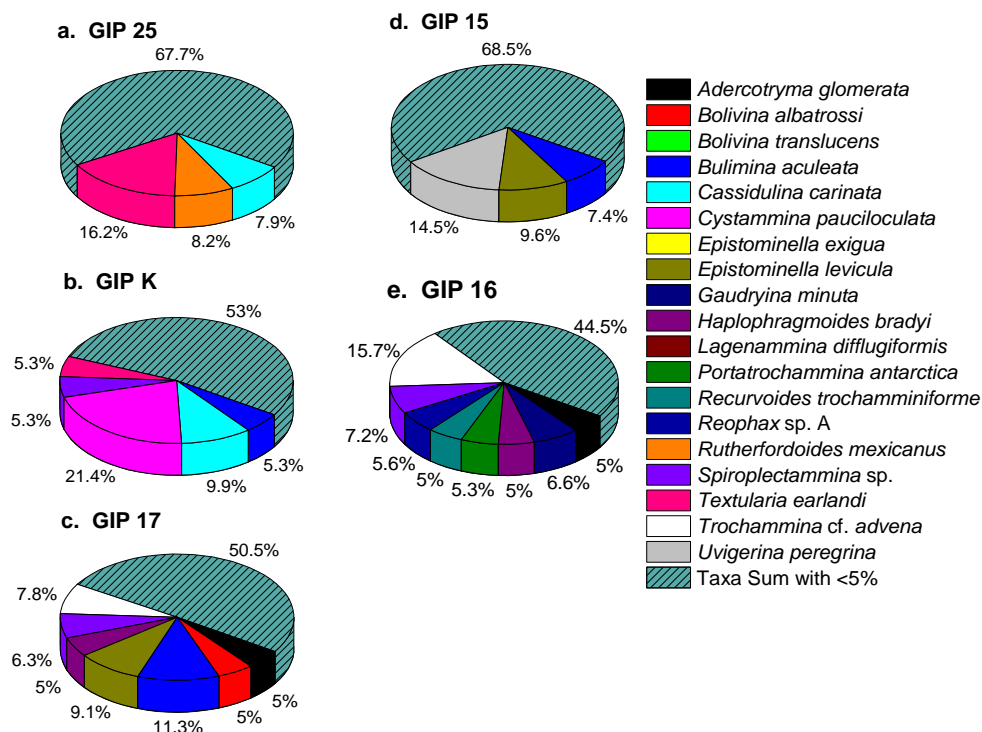 a. GIP 25
67.7%
16.2%
8.2%
7.9%
b. GIP K
53%
5.3%
5.3%
21.4%
9.9%
5.3%
c. GIP 17
50.5%
7.8%
6.3%
5%
9.1%
11.3%
5%
5%
d. GIP 15
68.5%
14.5%
9.6%
7.4%
e. GIP 16
44.5%
15.7%
7.2%
5.6%
5%
5.3%
5%
6.6%
5%
Adercotryma glomerata
Bolivina albatrossi
Bolivina translucens
Bulimina aculeata
Cassidulina carinata
Cystammina pauciloculata
Epistominella exigua
Epistominella levicula
Gaudryina minuta
Haplophragmoides bradyi
Lagenammina difflugiformis
Portatrochammina antarctica
Recurvoides trochamminiforme
Reophax sp. A
Rutherfordoides mexicanus
Spiroplectammina sp.
Textularia earlandi
Trochammina cf. advena
Uvigerina peregrina
Taxa Sum with <5%